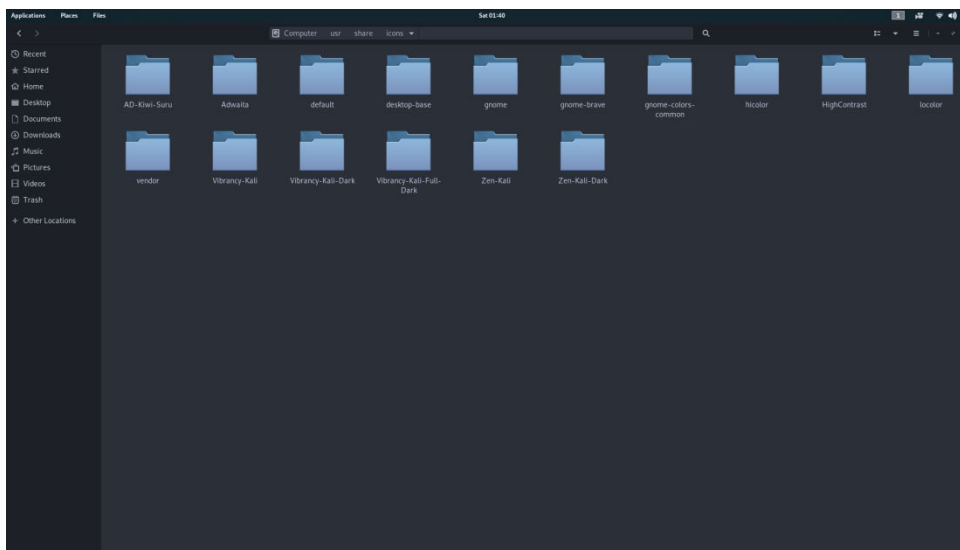 Applications Places Files Sat 01:40 1
Computer usr share icons
Recent
Starred
Home
Desktop
Documents
Downloads
Music
Pictures
Videos
Trash
Other Locations
AD-Kiwi-Suru Adwaita default desktop-base gnome gnome-brave gnome-colors-common hicolor HighContrast locolor
vendor Vibrancy-Kali Vibrancy-Kali-Dark Vibrancy-Kali-Full-Dark Zen-Kali Zen-Kali-Dark